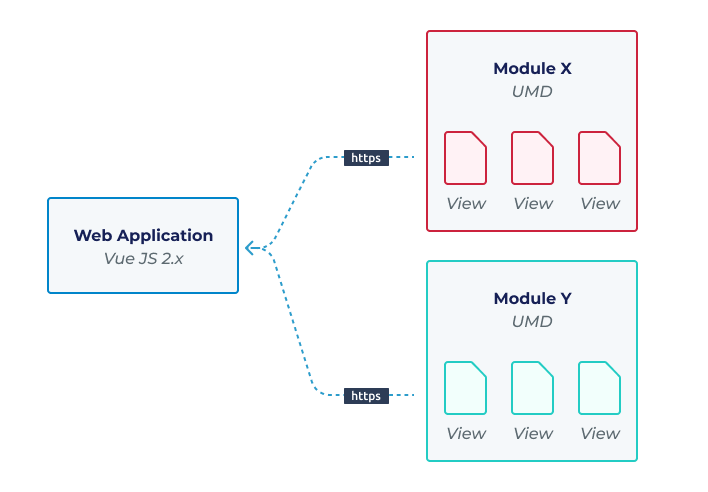 Module X
UMD
View View View
https
Web Application
Vue JS 2.x
Module Y
UMD
https
View View View